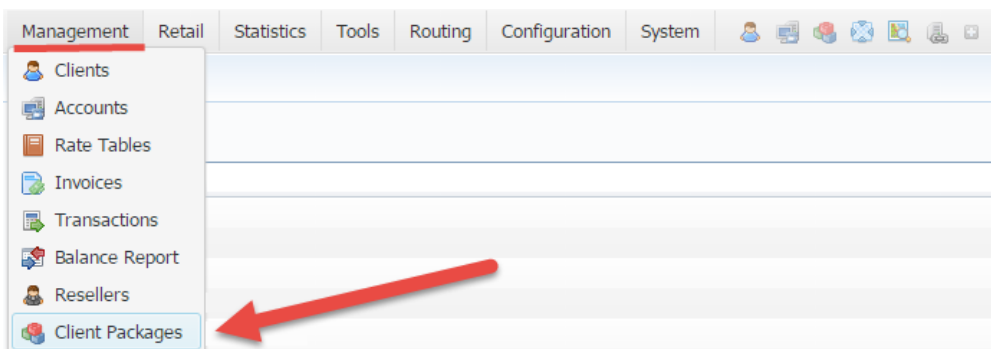 Management Retail Statistics Tools Routing Configuration System
Clients
Accounts
Rate Tables
Invoices
Transactions
Balance Report
Resellers
Client Packages